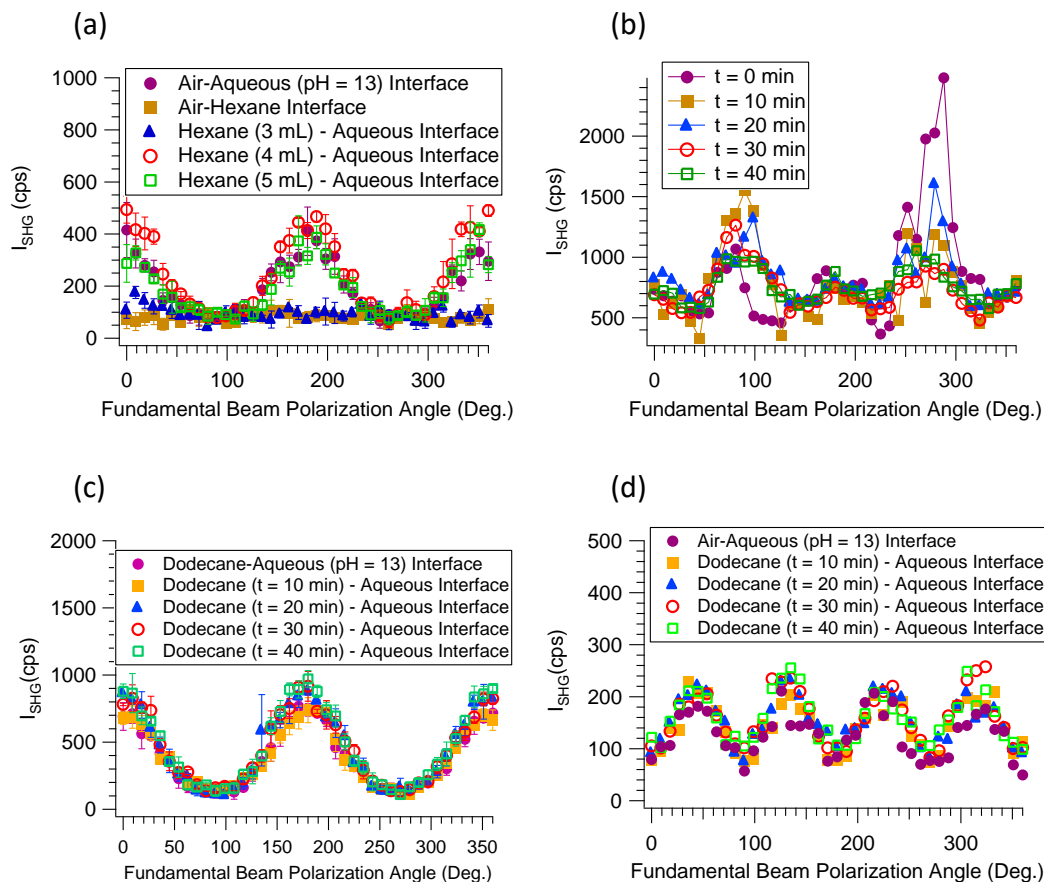 (a)
1000
800
600
400
200
0
I_SHG (cps)
Air-Aqueous (pH = 13) Interface
Air-Hexane Interface
Hexane (3 mL) - Aqueous Interface
Hexane (4 mL) - Aqueous Interface
Hexane (5 mL) - Aqueous Interface
0 100 200 300
Fundamental Beam Polarization Angle (Deg.)
(b)
2000
1500
1000
500
I_SHG (cps)
t = 0 min
t = 10 min
t = 20 min
t = 30 min
t = 40 min
0 100 200 300
Fundamental Beam Polarization Angle (Deg.)
(c)
2000
1500
1000
500
0
I_SHG(cps)
Dodecane-Aqueous (pH = 13) Interface
Dodecane (t = 10 min) - Aqueous Interface
Dodecane (t = 20 min) - Aqueous Interface
Dodecane (t = 30 min) - Aqueous Interface
Dodecane (t = 40 min) - Aqueous Interface
0 50 100 150 200 250 300 350
Fundamental Beam Polarization Angle (Deg.)
(d)
500
400
300
200
100
0
I_SHG(cps)
Air-Aqueous (pH = 13) Interface
Dodecane (t = 10 min) - Aqueous Interface
Dodecane (t = 20 min) - Aqueous Interface
Dodecane (t = 30 min) - Aqueous Interface
Dodecane (t = 40 min) - Aqueous Interface
0 100 200 300
Fundamental Beam Polarization Angle (Deg.)